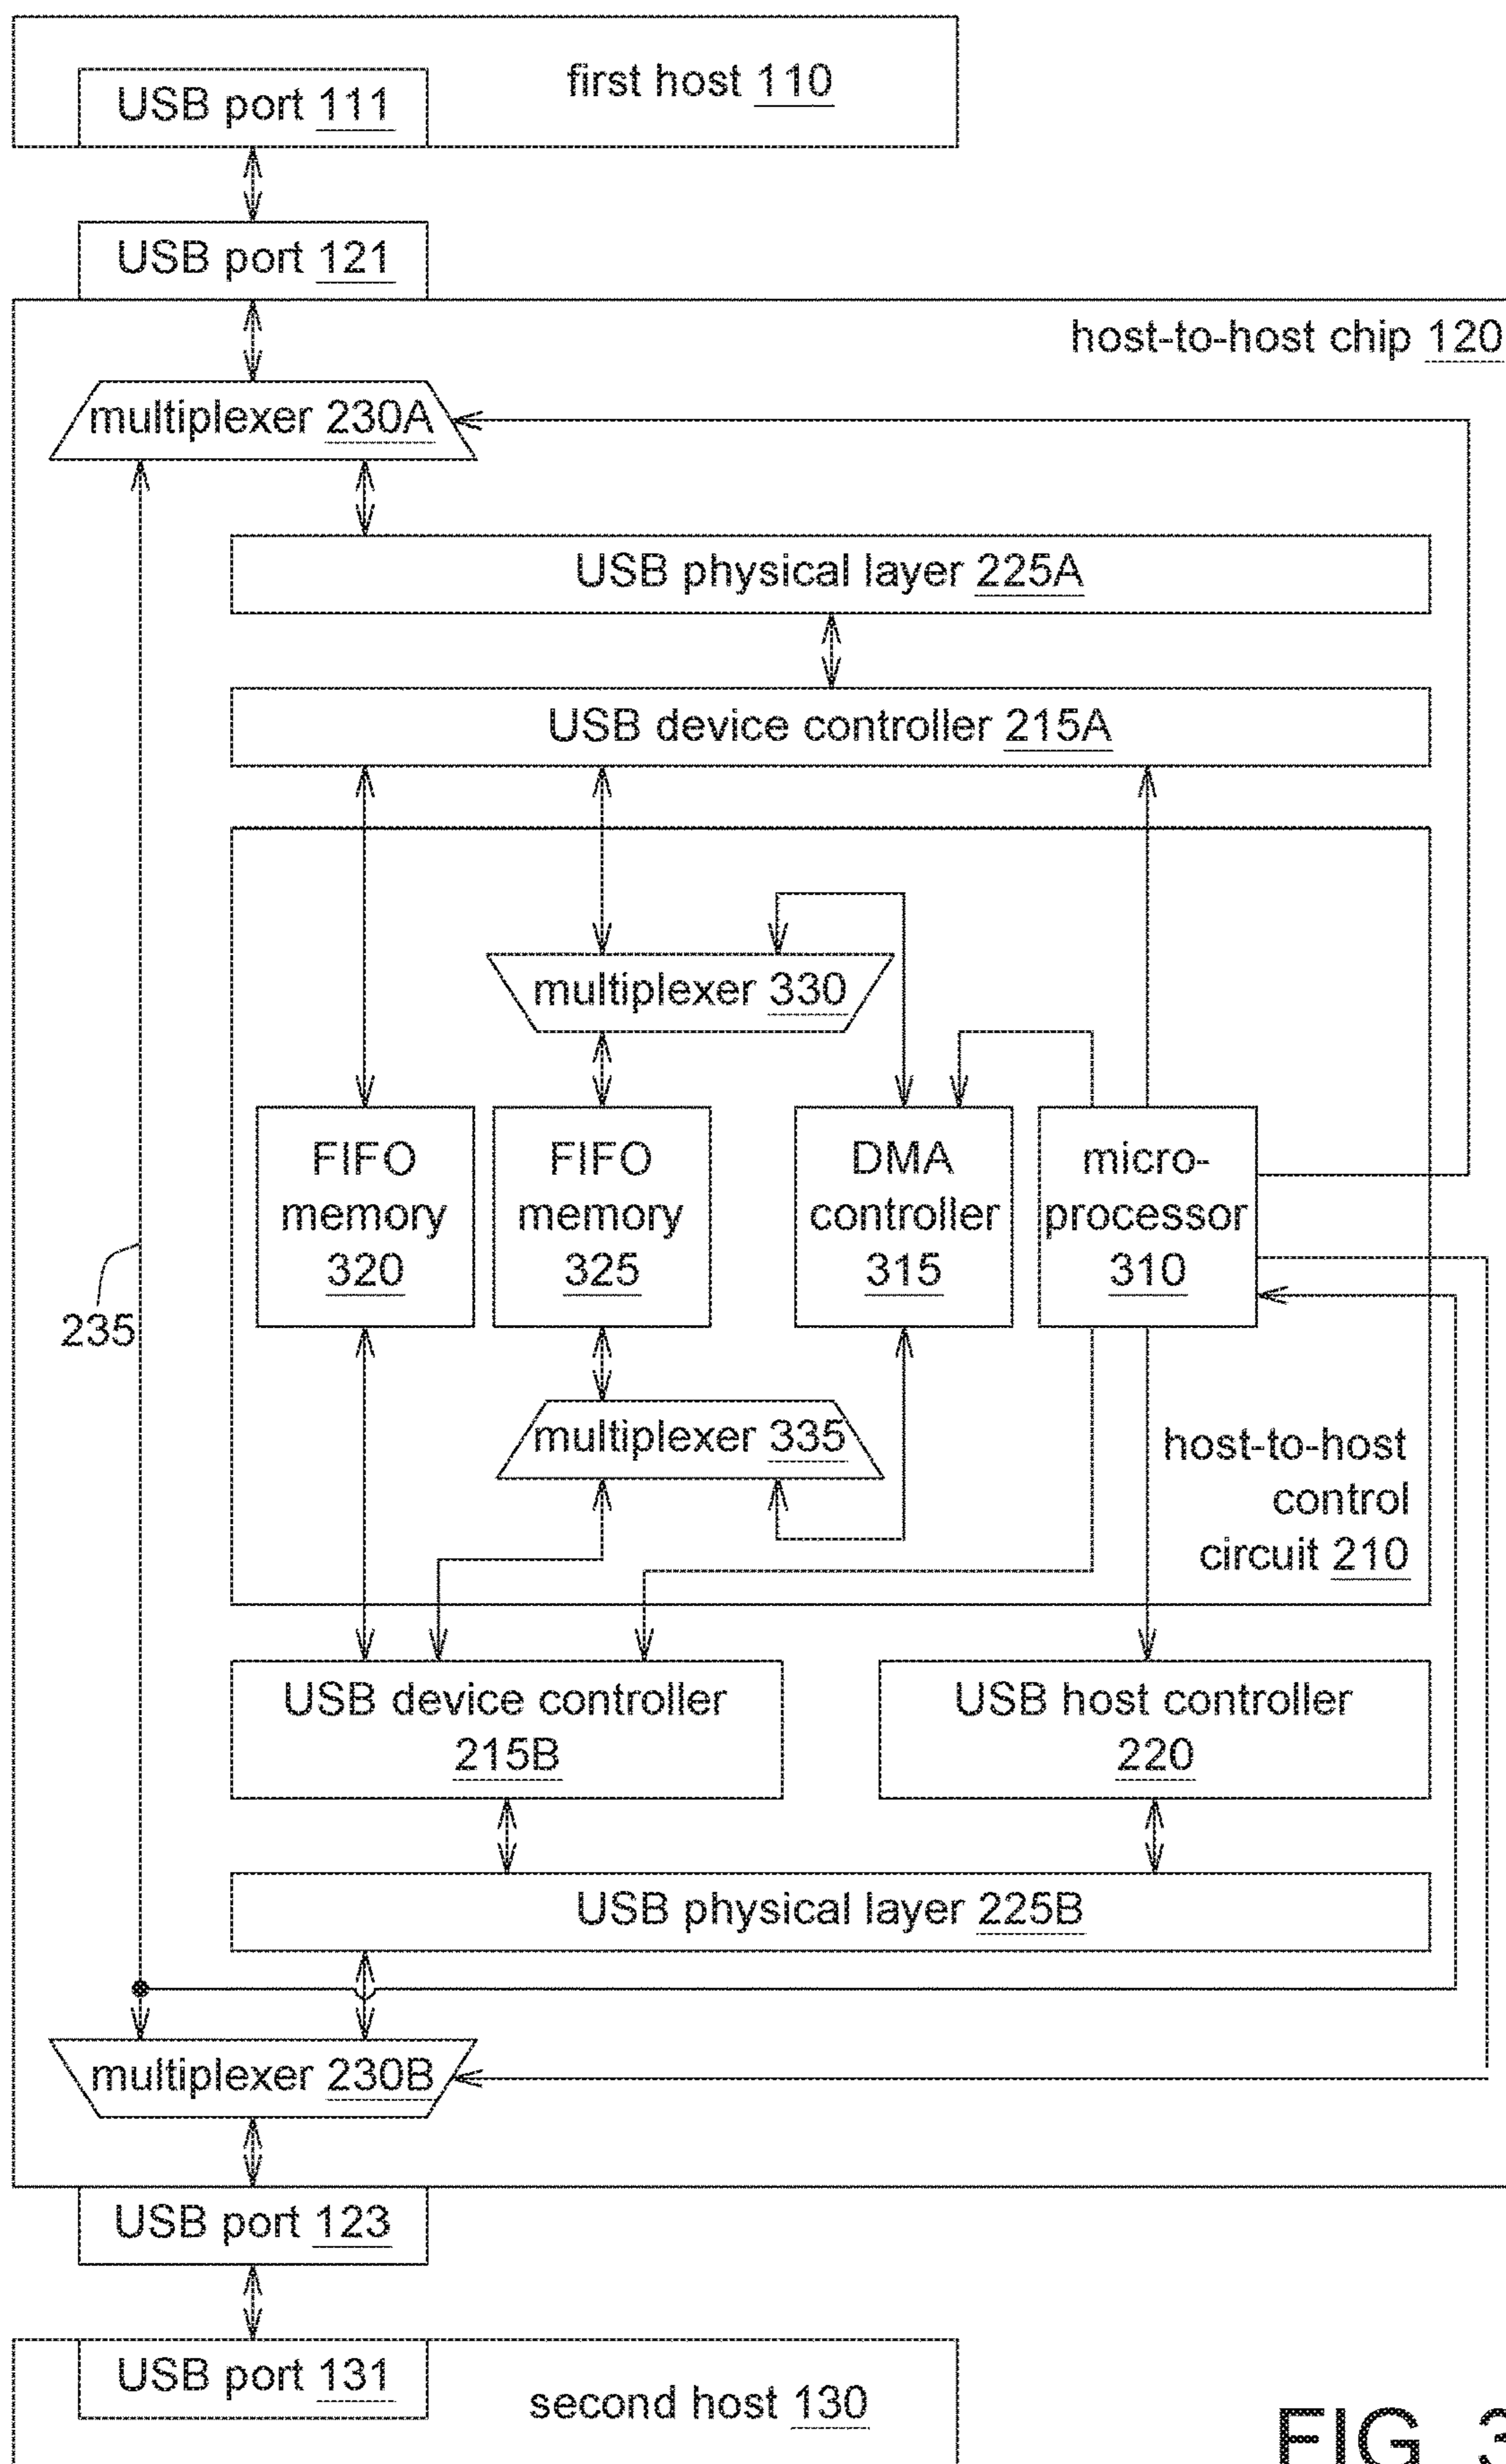 first host 110
USB port 111
USB port 121
host-to-host chip 120
multiplexer 230A
USB physical layer 225A
USB device controller 215A
multiplexer 330
FIFO
memory
320
FIFO
memory
325
DMA
controller
315
micro-
processor
310
235
multiplexer 335
host-to-host
control
circuit 210
USB device controller
215B
USB host controller
220
USB physical layer 225B
multiplexer 230B
USB port 123
USB port 131
second host 130
FIG. 3